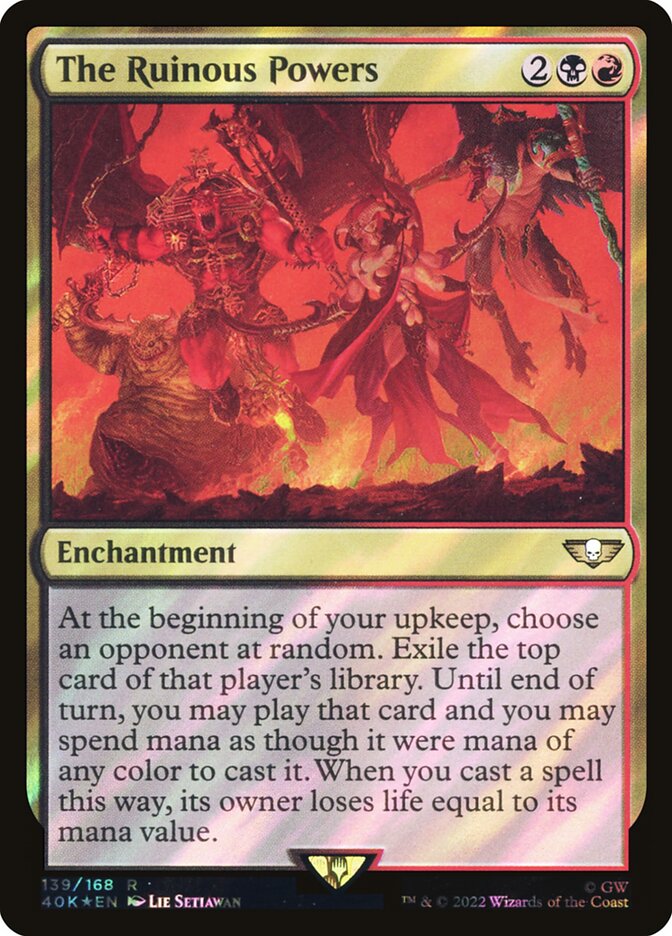 The Ruinous Powers 2
Enchantment
At the beginning of your upkeep, choose
an opponent at random. Exile the top
card of that player's library. Until end of
turn, you may play that card and you may
spend mana as though it were mana of
any color to cast it. When you cast a spell
this way, its owner loses life equal to its
mana value.
139/168 R © GW
40K★EN Lie Setiawan ™ & © 2022 Wizards of the Coast